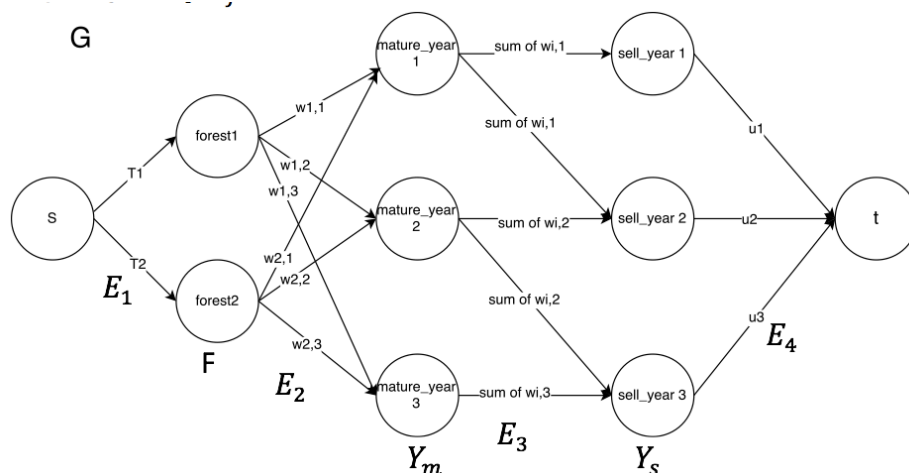 G
mature_year
1
sum of wi,1
sell_year 1
w1,1
sum of wi,1
u1
forest1
T1
w1,2
w1,3
S
mature_year
2
sum of wi,2
sell_year 2
u2
t
T2
E₁
w2,1
w2,2
forest2
sum of wi,2
u3
E₄
F
w2,3
E₂
mature_year
3
sum of wi,3
sell_year 3
E₃
Yₘ
Yₛ